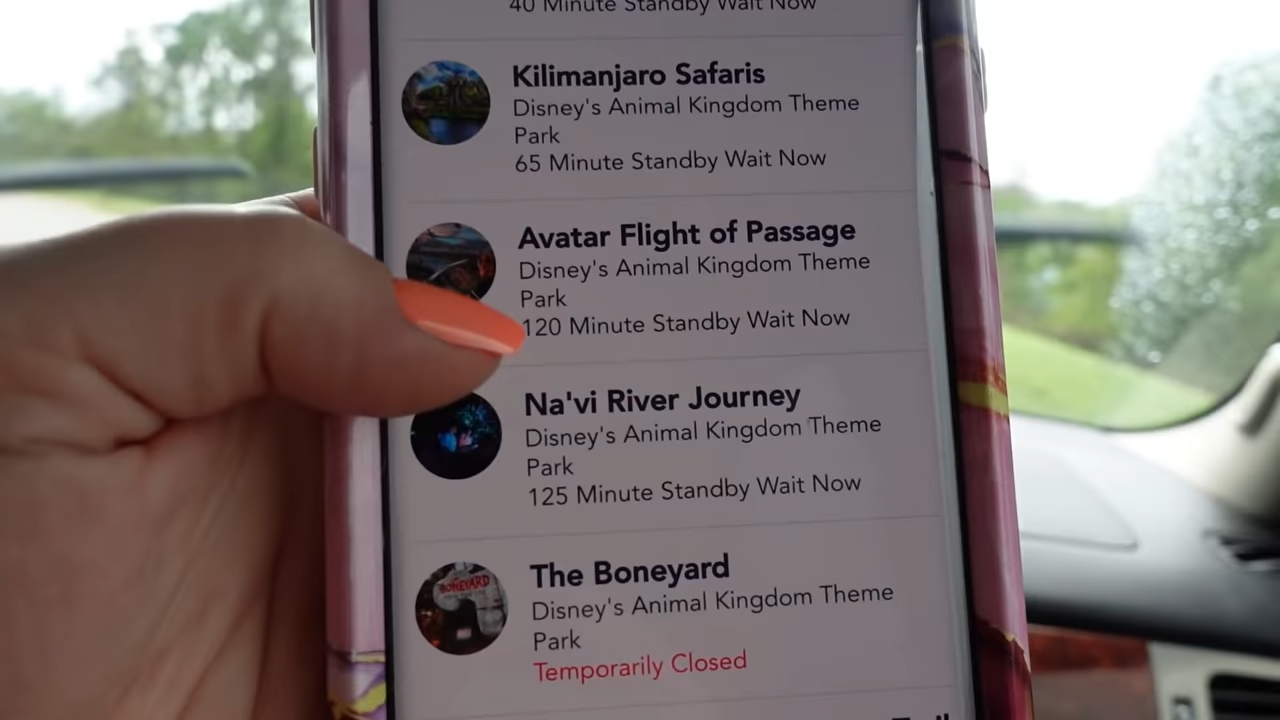 40 Minute Standby Wait Now
Kilimanjaro Safaris
Disney's Animal Kingdom Theme
Park
65 Minute Standby Wait Now
Avatar Flight of Passage
Disney's Animal Kingdom Theme
Park
120 Minute Standby Wait Now
Na'vi River Journey
Disney's Animal Kingdom Theme
Park
125 Minute Standby Wait Now
BONEYARD
The Boneyard
Disney's Animal Kingdom Theme
Park
Temporarily Closed